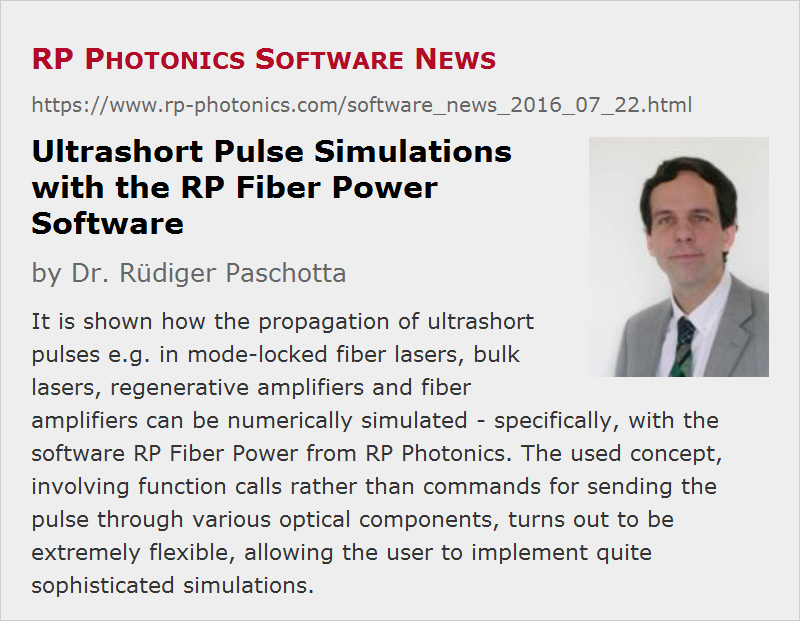 RP Photonics Software News
https://www.rp-photonics.com/software_news_2016_07_22.html
Ultrashort Pulse Simulations
with the RP Fiber Power
Software
by Dr. Rüdiger Paschotta
It is shown how the propagation of ultrashort
pulses e.g. in mode-locked fiber lasers, bulk
lasers, regenerative amplifiers and fiber
amplifiers can be numerically simulated - specifically, with the
software RP Fiber Power from RP Photonics. The used concept,
involving function calls rather than commands for sending the
pulse through various optical components, turns out to be
extremely flexible, allowing the user to implement quite
sophisticated simulations.